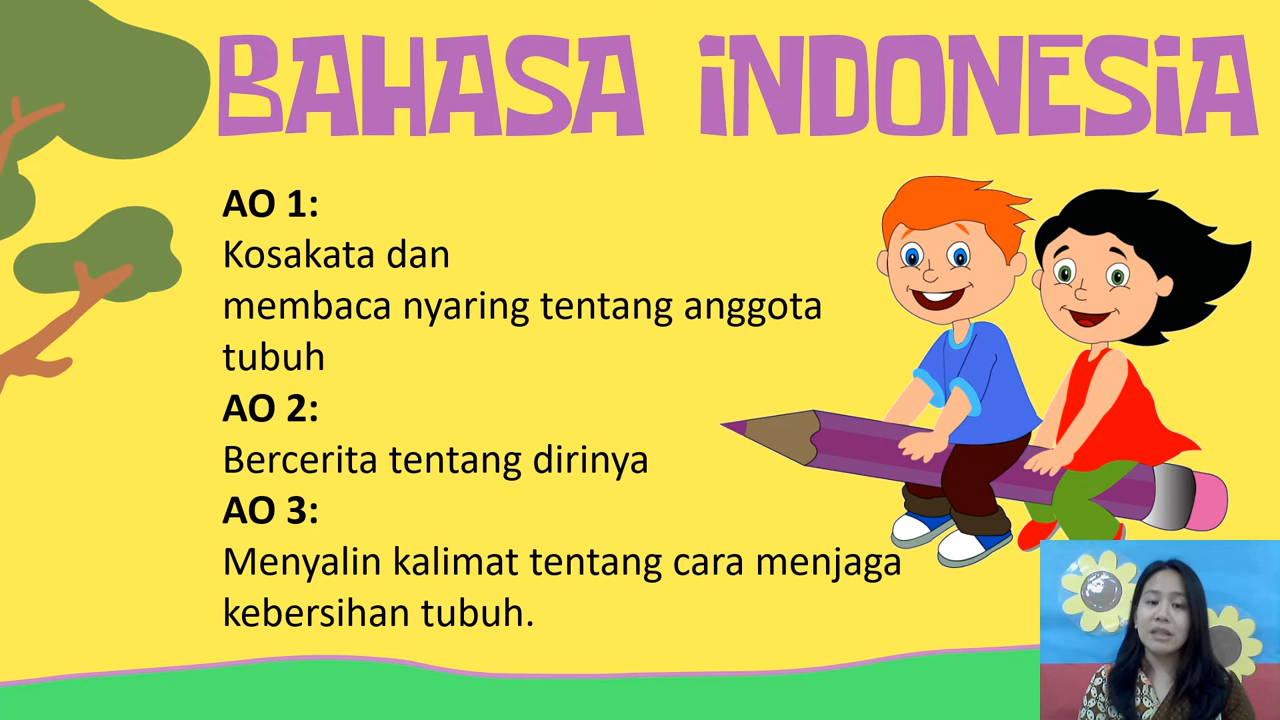 BAHASA iNDONESiA
AO 1:
Kosakata dan
membaca nyaring tentang anggota
tubuh
AO 2:
Bercerita tentang dirinya
AO 3:
Menyalin kalimat tentang cara menjaga
kebersihan tubuh.